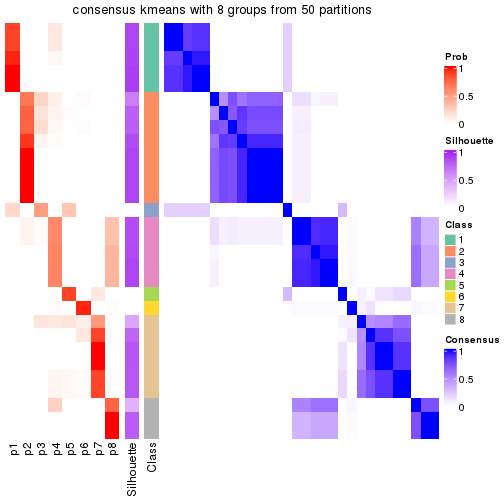 consensus kmeans with 8 groups from 50 partitions
Prob
1
0.5
0
Silhouette
1
0.5
0
Class
1
2
3
4
5
6
7
8
Consensus
1
0.5
0
p1
p2
p3
p4
p5
p6
p7
p8
Silhouette
Class